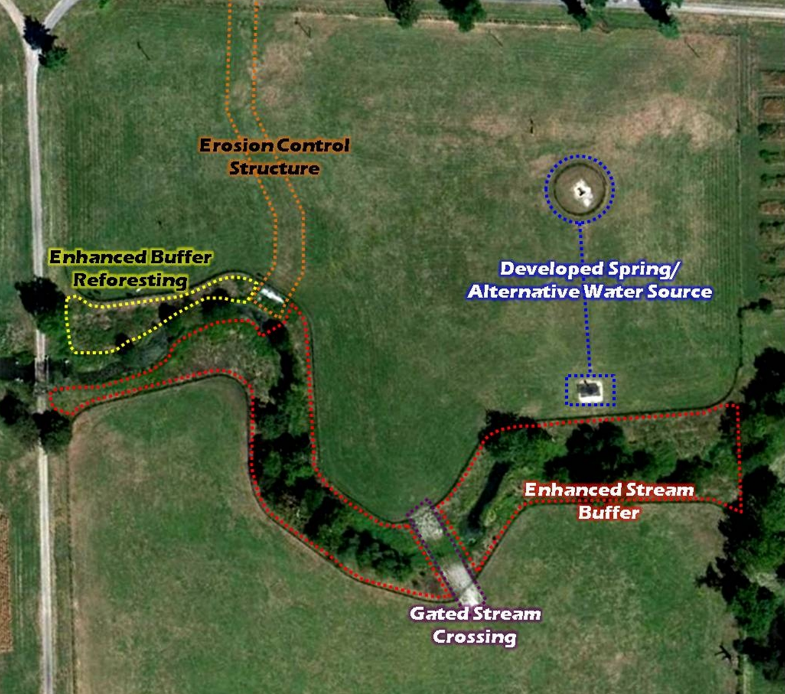 Erosion Control
Structure
Enhanced Buffer
Reforesting
Developed Spring/
Alternative Water Source
Enhanced Stream
Buffer
Gated Stream
Crossing